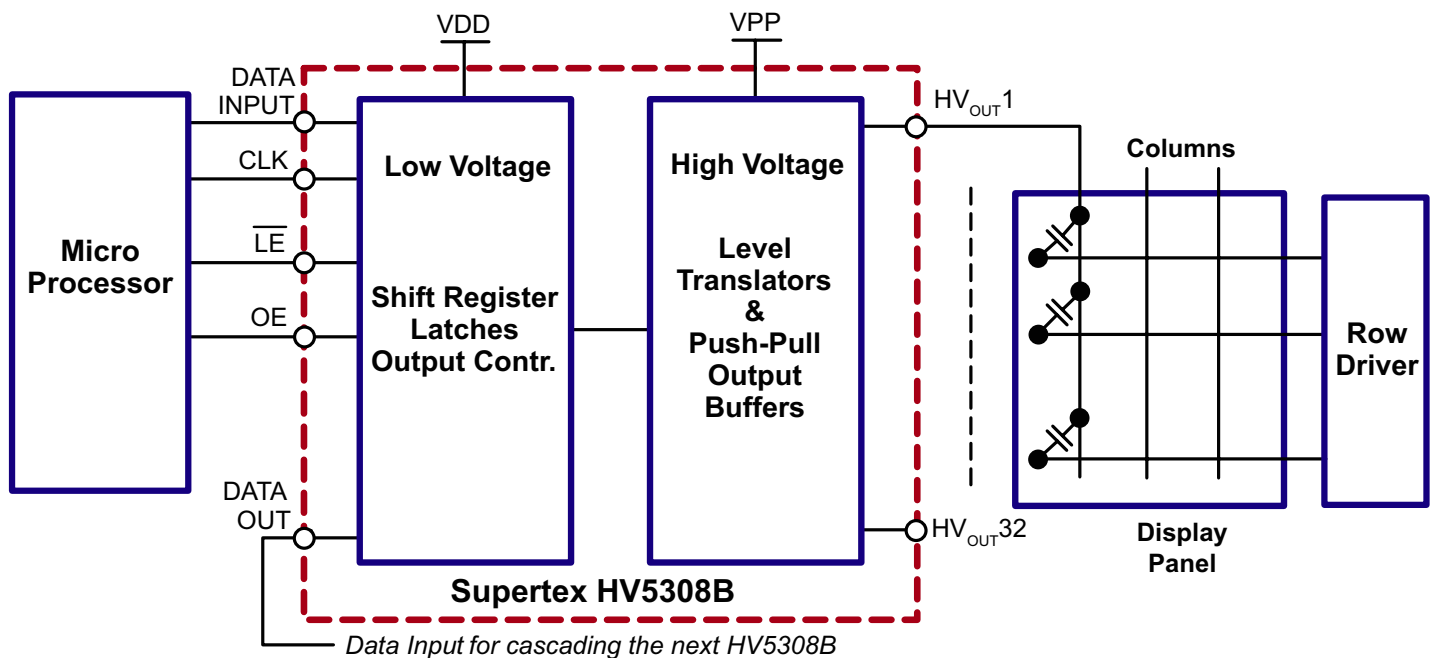 VDD
VPP
DATA
INPUT
CLK
LE
OE
DATA
OUT
Micro
Processor
Low Voltage
Shift Register
Latches
Output Contr.
High Voltage
Level
Translators
&
Push-Pull
Output
Buffers
HVOUT1
HVOUT32
Columns
Row
Driver
Display
Panel
Supertex HV5308B
Data Input for cascading the next HV5308B